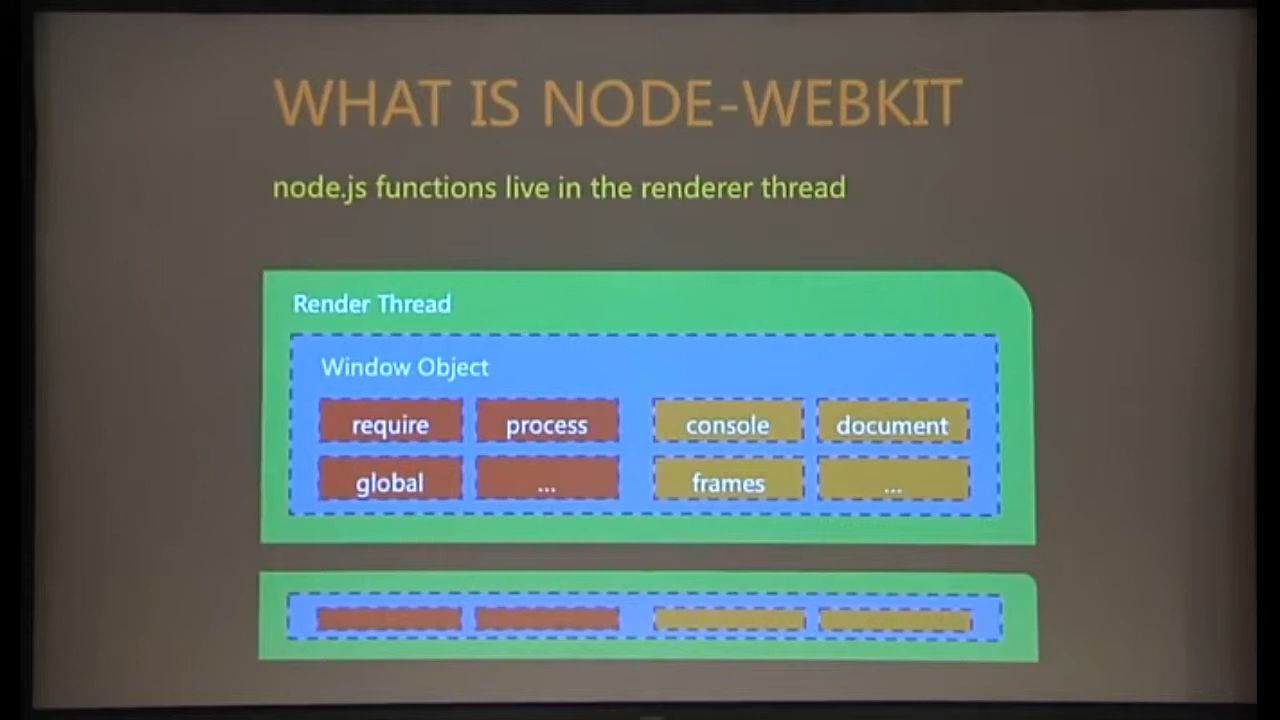 WHAT IS NODE-WEBKIT
node.js functions live in the renderer thread
Render Thread
Window Object
require process console document
global ... frames ...